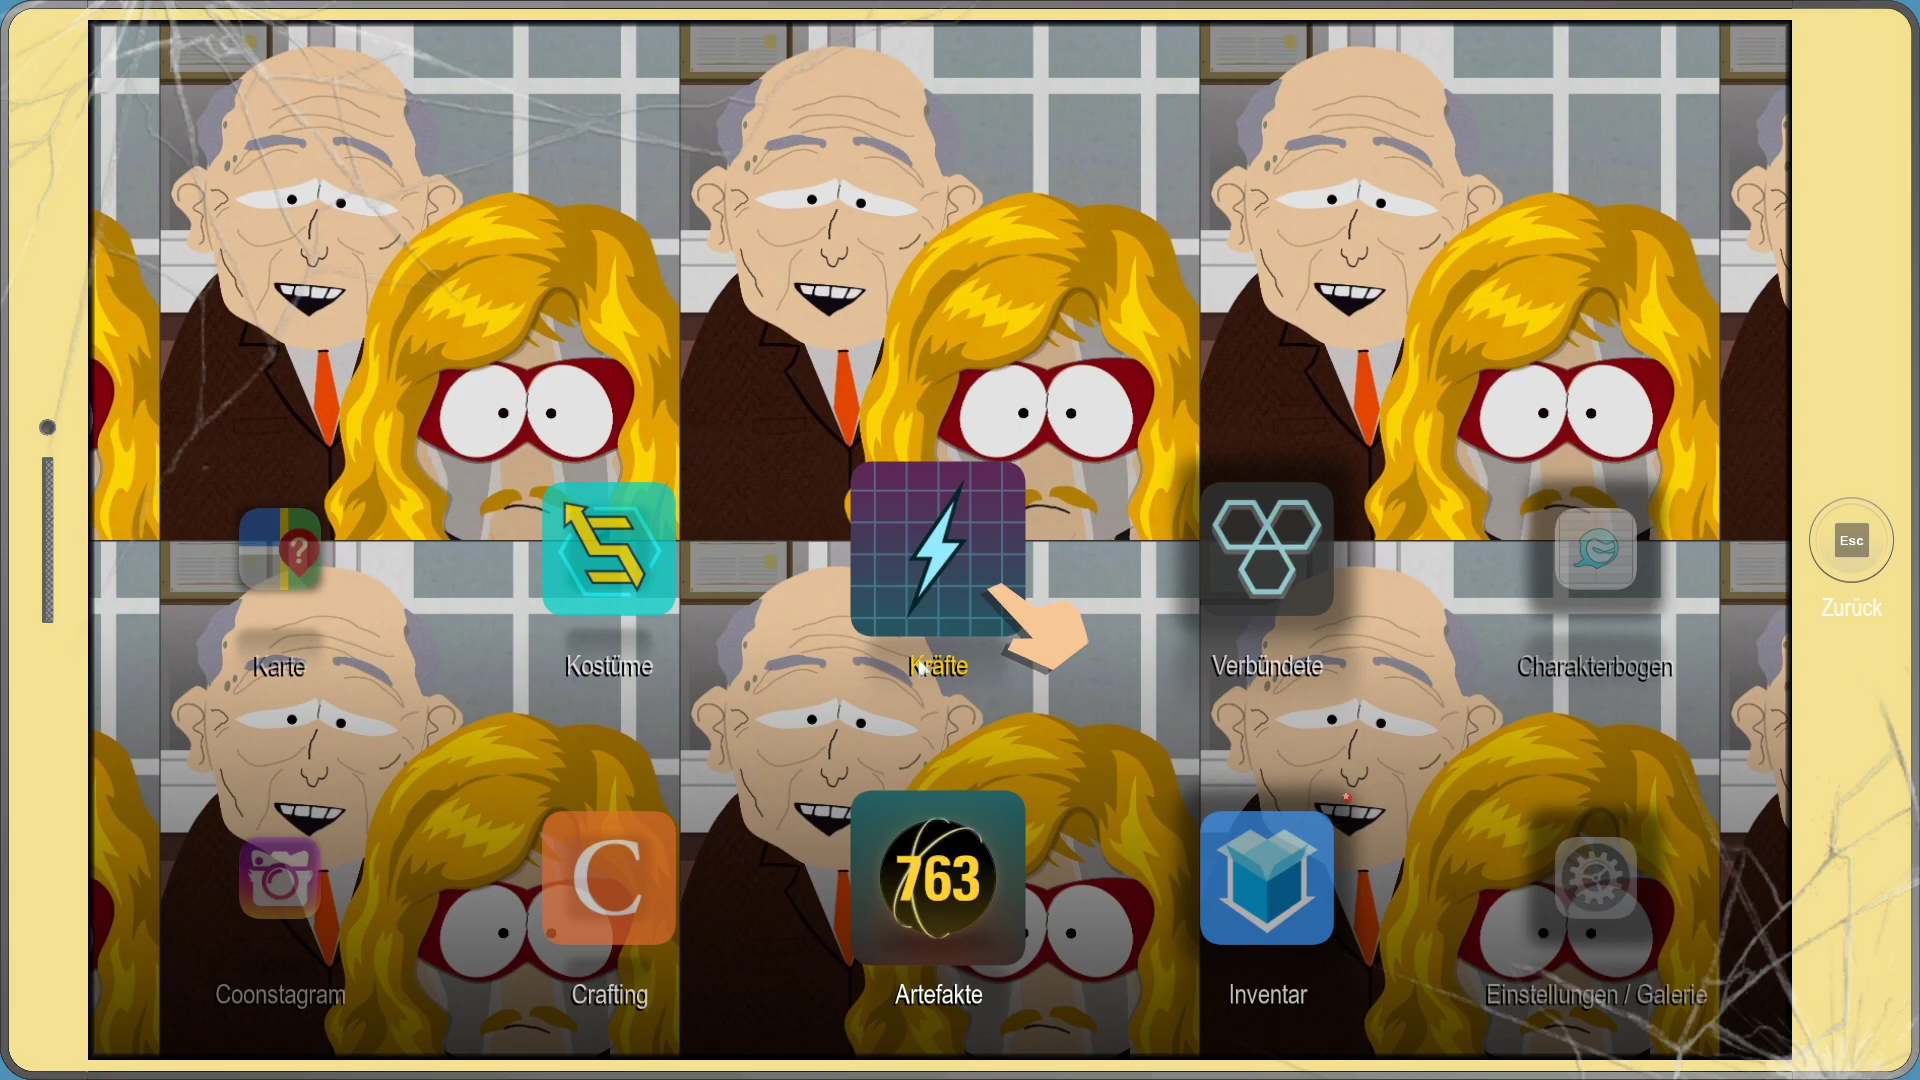 Esc
Zurück
?
Karte
Kostüme
Kräfte
Verbündete
Charakterbogen
C
763
Coonstagram
Crafting
Artefakte
Inventar
Einstellungen / Galerie